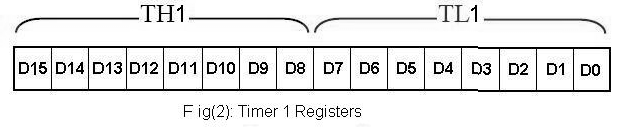 TH1 TL1
D15 D14 D13 D12 D11 D10 D9 D8 D7 D6 D5 D4 D3 D2 D1 D0
F ig(2): Timer 1 Registers